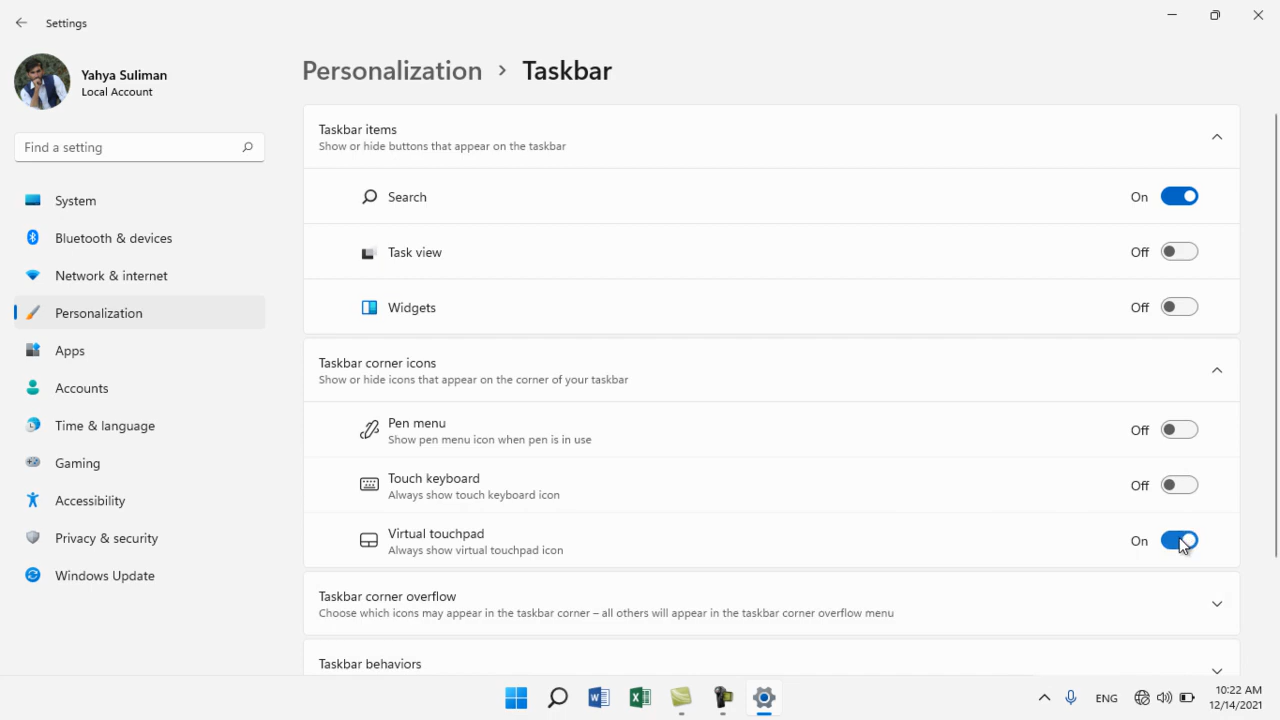 Settings
Yahya Suliman
Local Account
Find a setting
System
Bluetooth & devices
Network & internet
Personalization
Apps
Accounts
Time & language
Gaming
Accessibility
Privacy & security
Windows Update
Personalization > Taskbar
Taskbar items
Show or hide buttons that appear on the taskbar
Search On
Task view Off
Widgets Off
Taskbar corner icons
Show or hide icons that appear on the corner of your taskbar
Pen menu
Show pen menu icon when pen is in use
Off
Touch keyboard
Always show touch keyboard icon
Off
Virtual touchpad
Always show virtual touchpad icon
On
Taskbar corner overflow
Choose which icons may appear in the taskbar corner – all others will appear in the taskbar corner overflow menu
Taskbar behaviors
ENG
10:22 AM
12/14/2021